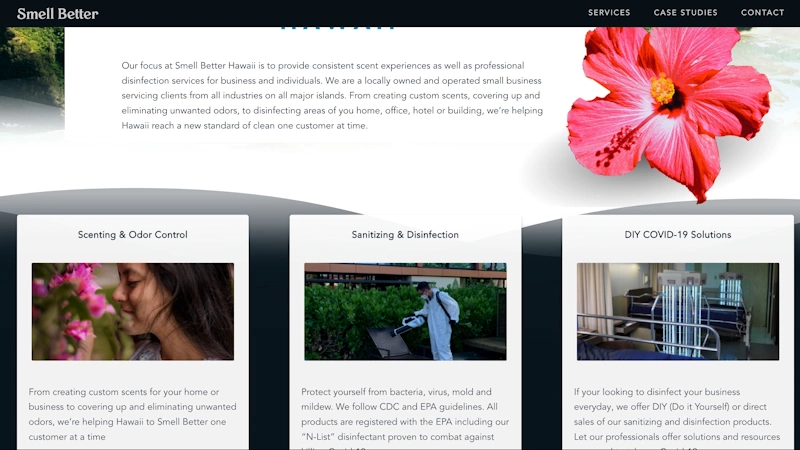 Smell Better
SERVICES CASE STUDIES CONTACT
HAWAII
Our focus at Smell Better Hawaii is to provide consistent scent experiences as well as professional
disinfection services for business and individuals. We are a locally owned and operated small business
servicing clients from all industries on all major islands. From creating custom scents, covering up and
eliminating unwanted odors, to disinfecting areas of you home, office, hotel or building, we’re helping
Hawaii reach a new standard of clean one customer at time.
Scenting & Odor Control
From creating custom scents for your home or
business to covering up and eliminating unwanted
odors, we’re helping Hawaii to Smell Better one
customer at a time
Sanitizing & Disinfection
Protect yourself from bacteria, virus, mold and
mildew. We follow CDC and EPA guidelines. All
products are registered with the EPA including our
“N-List” disinfectant proven to combat against
DIY COVID-19 Solutions
If your looking to disinfect your business
everyday, we offer DIY (Do it Yourself) or direct
sales of our sanitizing and disinfection products.
Let our professionals offer solutions and resources